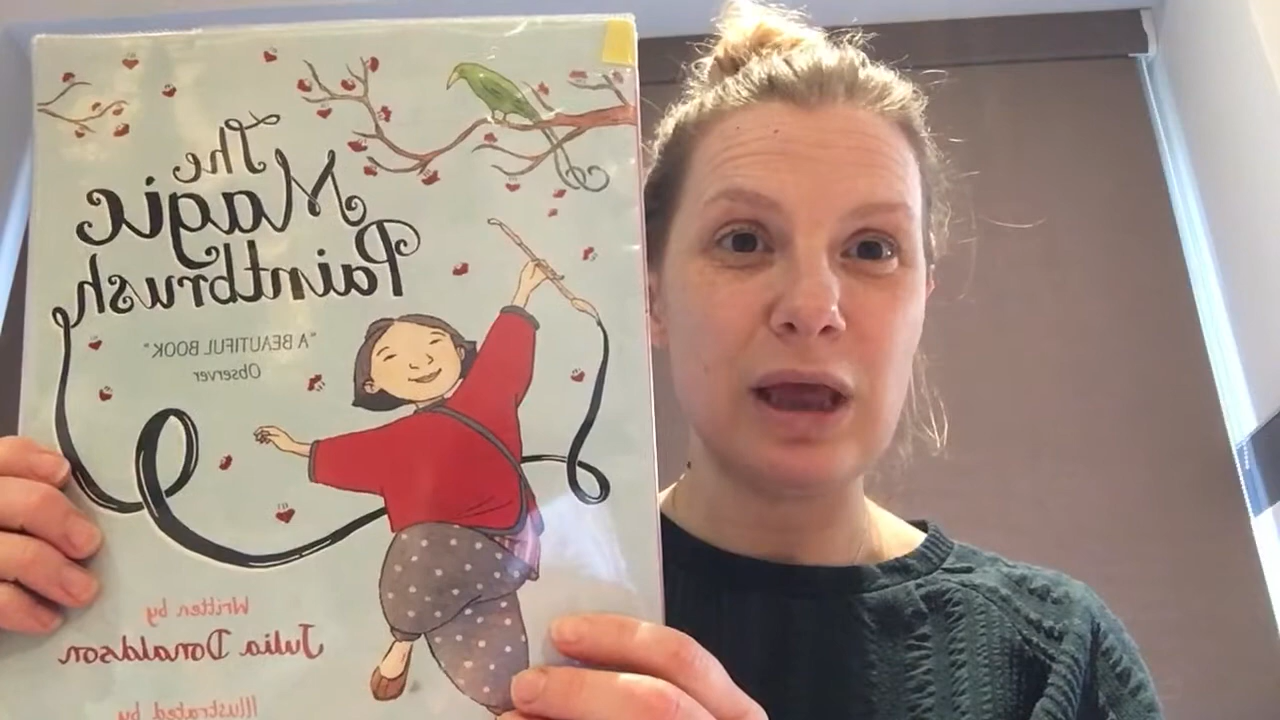 The
Magic
Paintbrush
"A BEAUTIFUL BOOK"
Observer
Written by
Julia Donaldson
Illustrated by